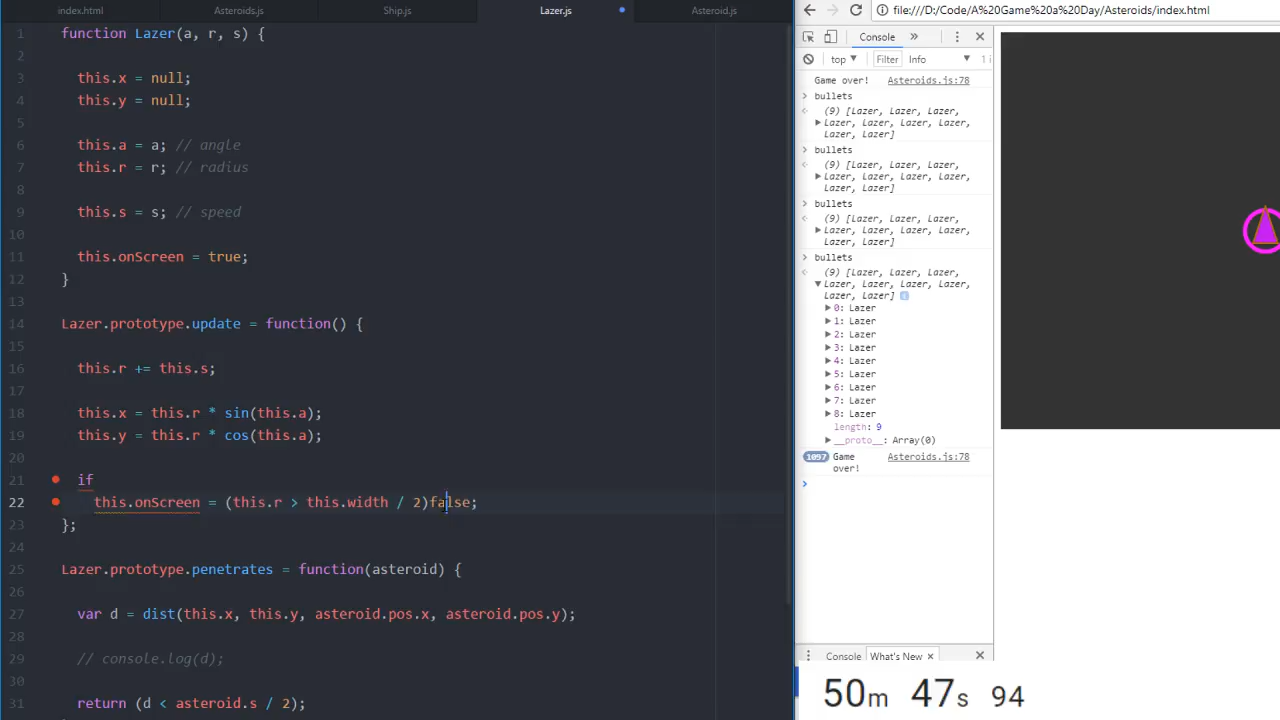 index.html Asteroids.js Ship.js Lazer.js Asteroid.js
1 function Lazer(a, r, s) {
2
3 this.x = null;
4 this.y = null;
5
6 this.a = a; // angle
7 this.r = r; // radius
8
9 this.s = s; // speed
10
11 this.onScreen = true;
12 }
13
14 Lazer.prototype.update = function() {
15
16 this.r += this.s;
17
18 this.x = this.r * sin(this.a);
19 this.y = this.r * cos(this.a);
20
21 if
22 this.onScreen = (this.r > this.width / 2)false;
23 };
24
25 Lazer.prototype.penetrates = function(asteroid) {
26
27 var d = dist(this.x, this.y, asteroid.pos.x, asteroid.pos.y);
28
29 // console.log(d);
30
31 return (d < asteroid.s / 2);
file:///D:/Code/A%20Game%20a%20Day/Asteroids/index.html
Console »
top ▼ Filter Info ▼ 1 i
Game over! Asteroids.js:78
> bullets
(9) [Lazer, Lazer, Lazer,
Lazer, Lazer, Lazer, Lazer,
Lazer, Lazer]
> bullets
(9) [Lazer, Lazer, Lazer,
Lazer, Lazer, Lazer, Lazer,
Lazer, Lazer]
> bullets
(9) [Lazer, Lazer, Lazer,
Lazer, Lazer, Lazer, Lazer,
Lazer, Lazer]
> bullets
(9) [Lazer, Lazer, Lazer,
Lazer, Lazer, Lazer, Lazer,
Lazer, Lazer] i
0: Lazer
1: Lazer
2: Lazer
3: Lazer
4: Lazer
5: Lazer
6: Lazer
7: Lazer
8: Lazer
length: 9
__proto__: Array(0)
1097 Game Asteroids.js:78
over!
>
Console What's New ×
50m 47s 94